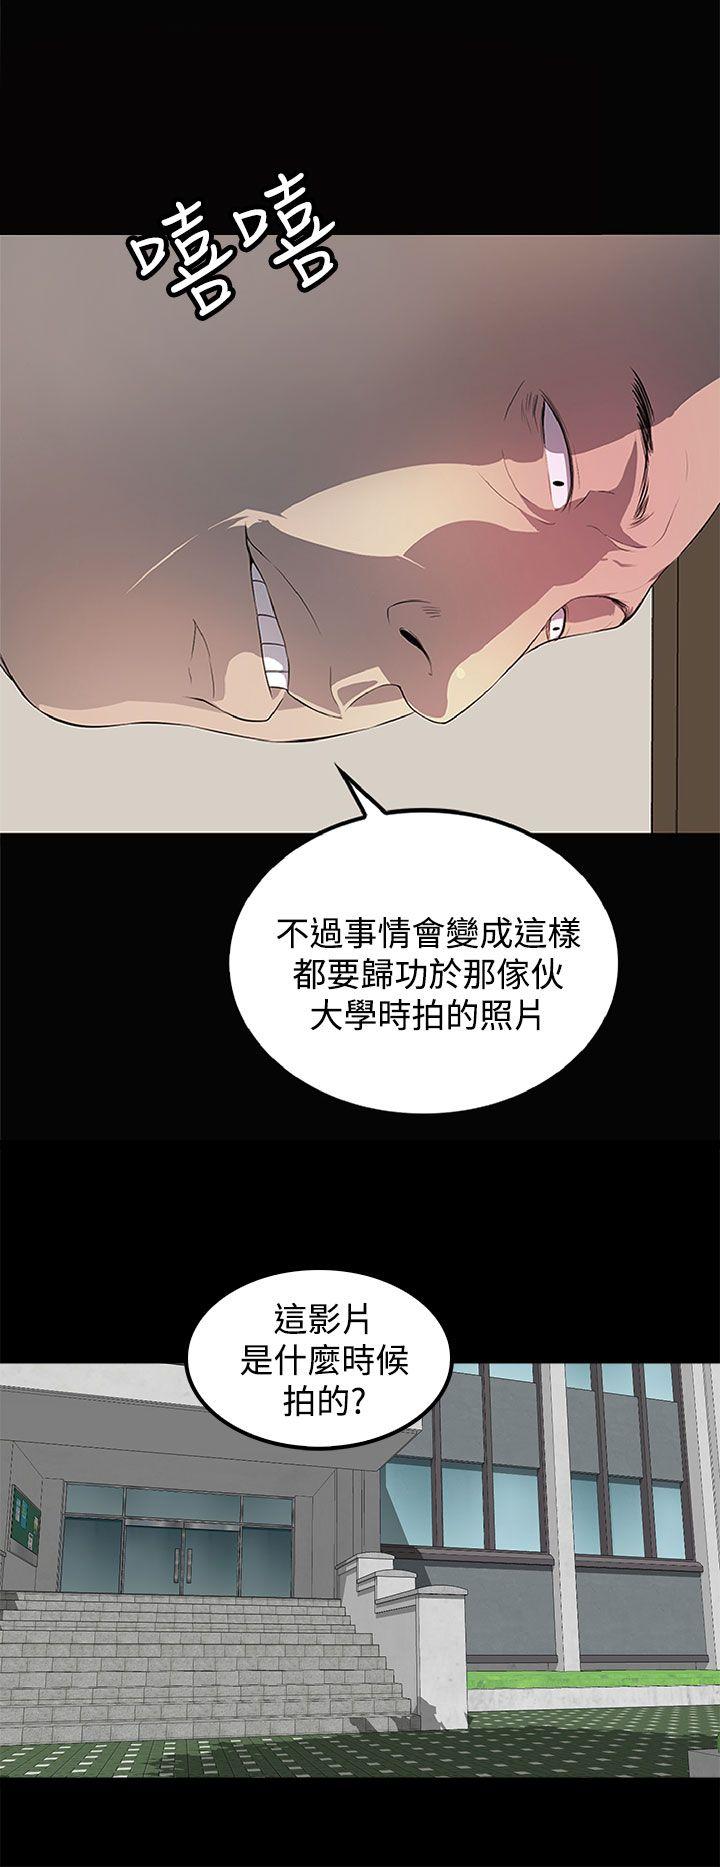 嘻嘻
不過事情會變成這樣
都要歸功於那傢伙
大學時拍的照片
這影片
是什麼時候
拍的?